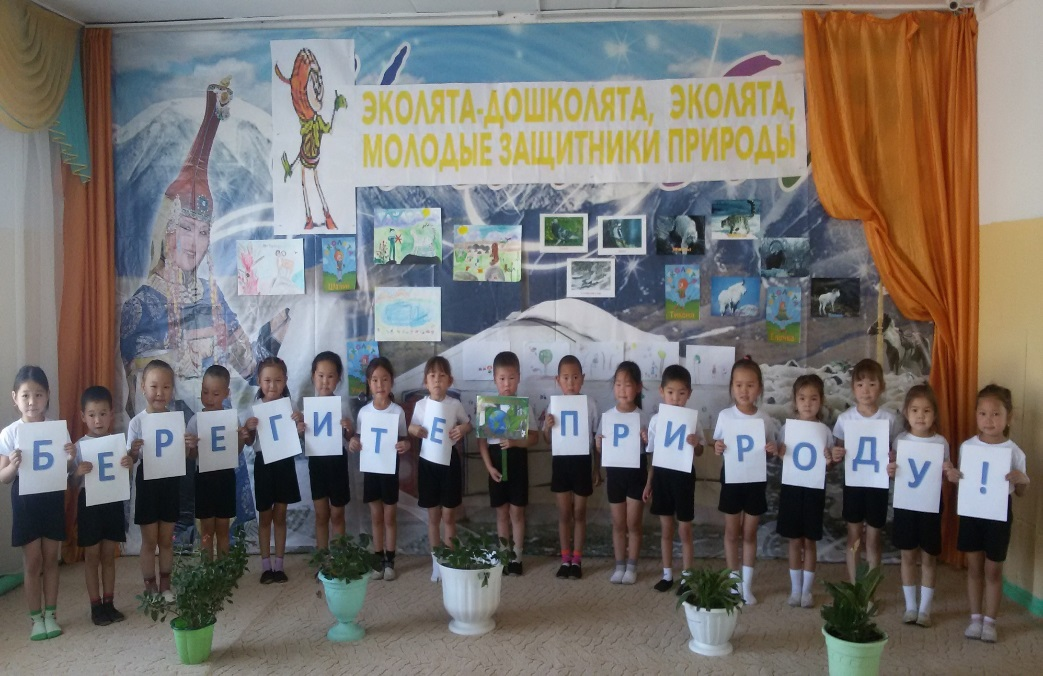 ЭКОЛЯТА-ДОШКОЛЯТА, ЭКОЛЯТА,
МОЛОДЫЕ ЗАЩИТНИКИ ПРИРОДЫ
БЕРЕГИТЕ ПРИРОДУ!